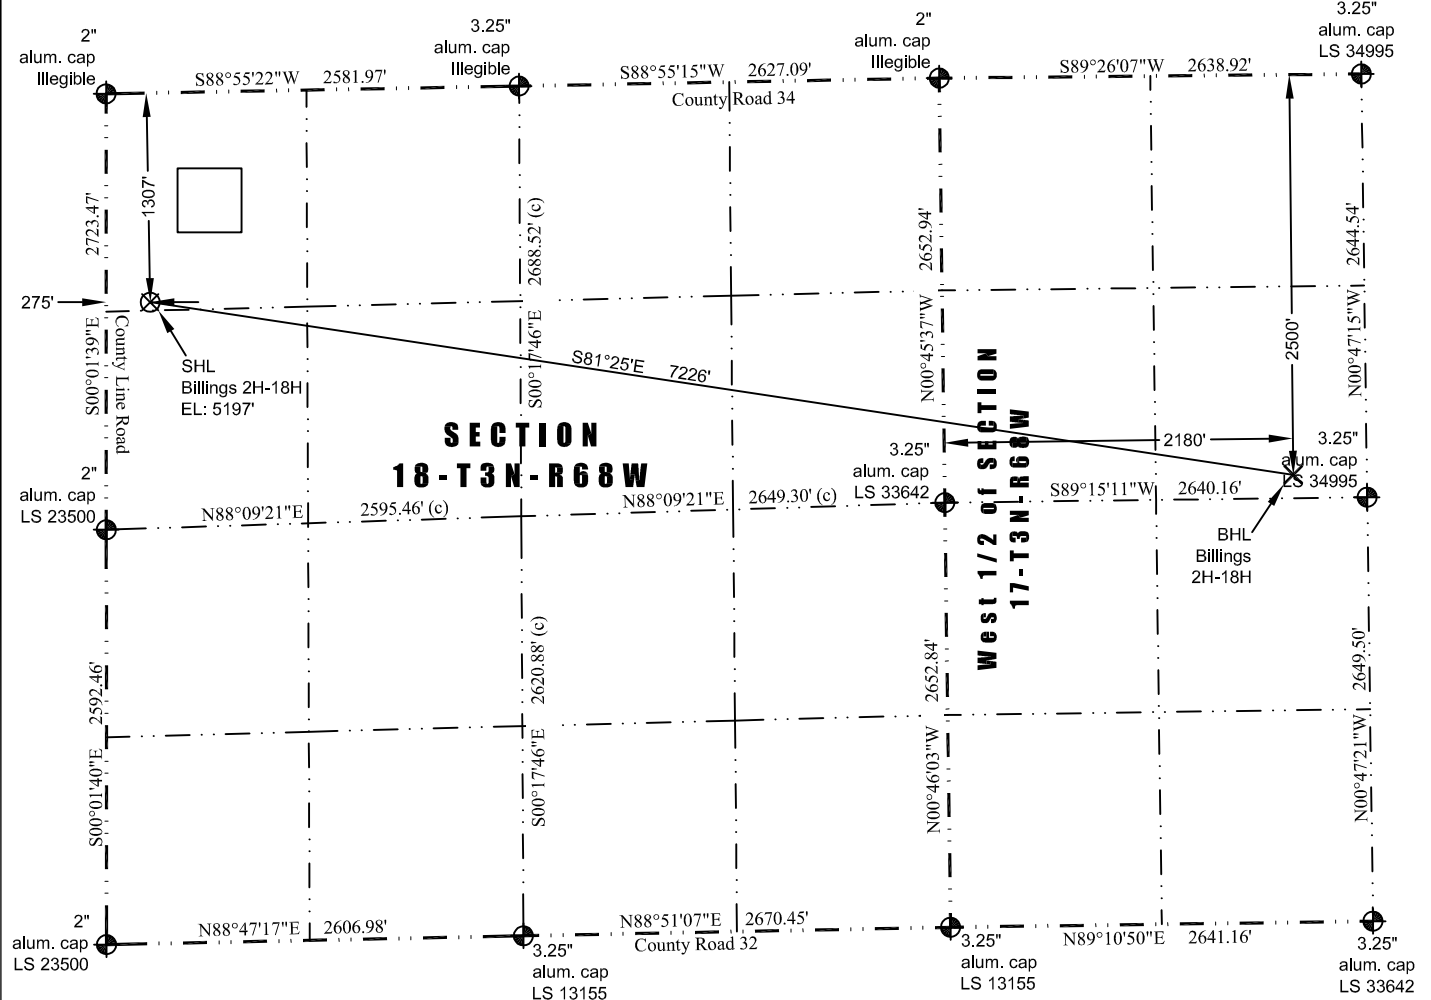 2"
alum. cap
Illegible
3.25"
alum. cap
Illegible
2"
alum. cap
Illegible
3.25"
alum. cap
LS 34995
S88°55'22"W 2581.97'
S88°55'15"W 2627.09'
S89°26'07"W 2638.92'
County Road 34
1307'
2723.47'
2688.52' (c)
2652.94'
2644.54'
275'
S00°01'39"E
County Line Road
SHL
Billings 2H-18H
EL: 5197'
S00°17'46"E
S81°25'E 7226'
N00°45'37"W
2500'
N00°47'15"W
SECTION
18-T3N-R68W
West 1/2 of SECTION
17-T3N-R68W
2180'
2"
alum. cap
LS 23500
3.25"
alum. cap
LS 33642
3.25"
alum. cap
LS 34995
N88°09'21"E 2595.46' (c)
N88°09'21"E 2649.30' (c)
S89°15'11"W 2640.16'
BHL
Billings
2H-18H
2592.46'
2620.88' (c)
2652.84'
2649.50'
S00°01'40"E
S00°17'46"E
N00°46'03"W
N00°47'21"W
2"
alum. cap
LS 23500
N88°47'17"E 2606.98'
N88°51'07"E 2670.45'
County Road 32
N89°10'50"E 2641.16'
3.25"
alum. cap
LS 13155
3.25"
alum. cap
LS 13155
3.25"
alum. cap
LS 33642